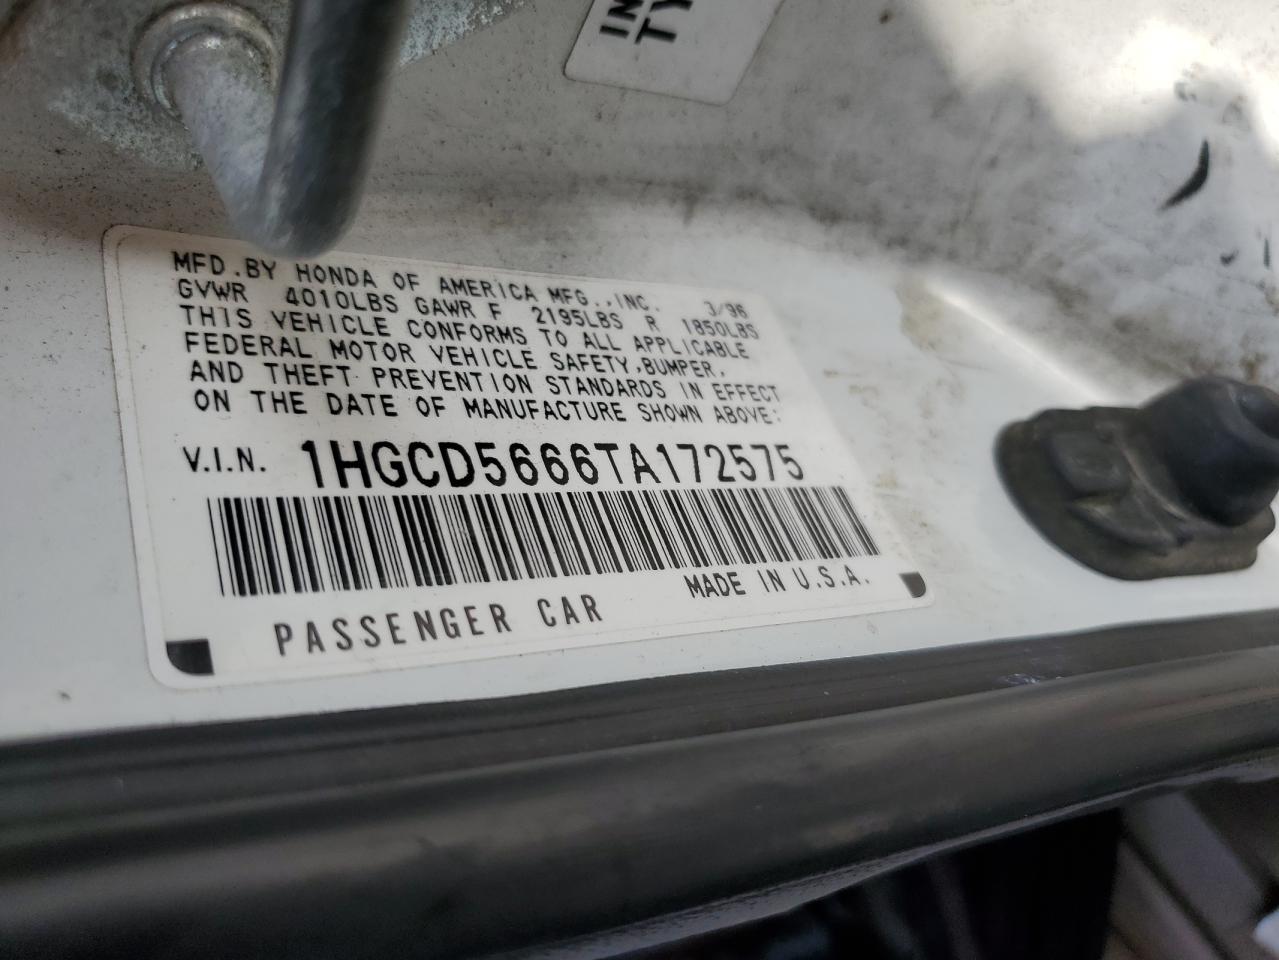 IN
TY
MFD.BY HONDA OF AMERICA MFG.,INC. 3/96
GVWR 4010LBS GAWR F 2195LBS R 1850LBS
THIS VEHICLE CONFORMS TO ALL APPLICABLE
FEDERAL MOTOR VEHICLE SAFETY,BUMPER,
AND THEFT PREVENTION STANDARDS IN EFFECT
ON THE DATE OF MANUFACTURE SHOWN ABOVE:
V.I.N. 1HGCD5666TA172575
MADE IN U.S.A.
PASSENGER CAR